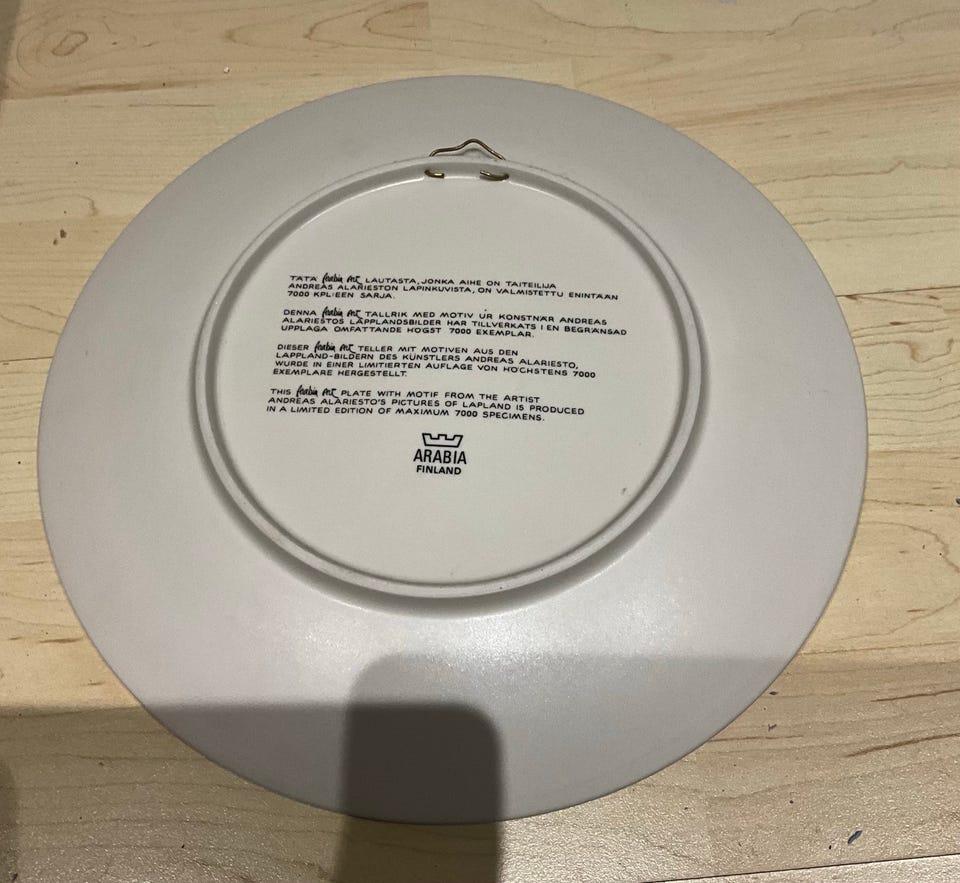 TÄTÄ Arabia Art LAUTASTA, JONKA AIHE ON TAITEILIJA
ANDREAS ALARIESTON LAPINKUVISTA, ON VALMISTETTU ENINTÄÄN
7000 KPL:EEN SARJA.
DENNA Arabia Art TALLRIK MED MOTIV UR KONSTNÄR ANDREAS
ALARIESTOS LAPPLANDSBILDER HAR TILLVERKATS I EN BEGRÄNSAD
UPPLAGA OMFATTANDE HÖGST 7000 EXEMPLAR.
DIESER Arabia Art TELLER MIT MOTIVEN AUS DEN
LAPPLAND-BILDERN DES KÜNSTLERS ANDREAS ALARIESTO,
WURDE IN EINER LIMITIERTEN AUFLAGE VON HÖCHSTENS 7000
EXEMPLARE HERGESTELLT.
THIS Arabia Art PLATE WITH MOTIF FROM THE ARTIST
ANDREAS ALARIESTO'S PICTURES OF LAPLAND IS PRODUCED
IN A LIMITED EDITION OF MAXIMUM 7000 SPECIMENS.
ARABIA
FINLAND